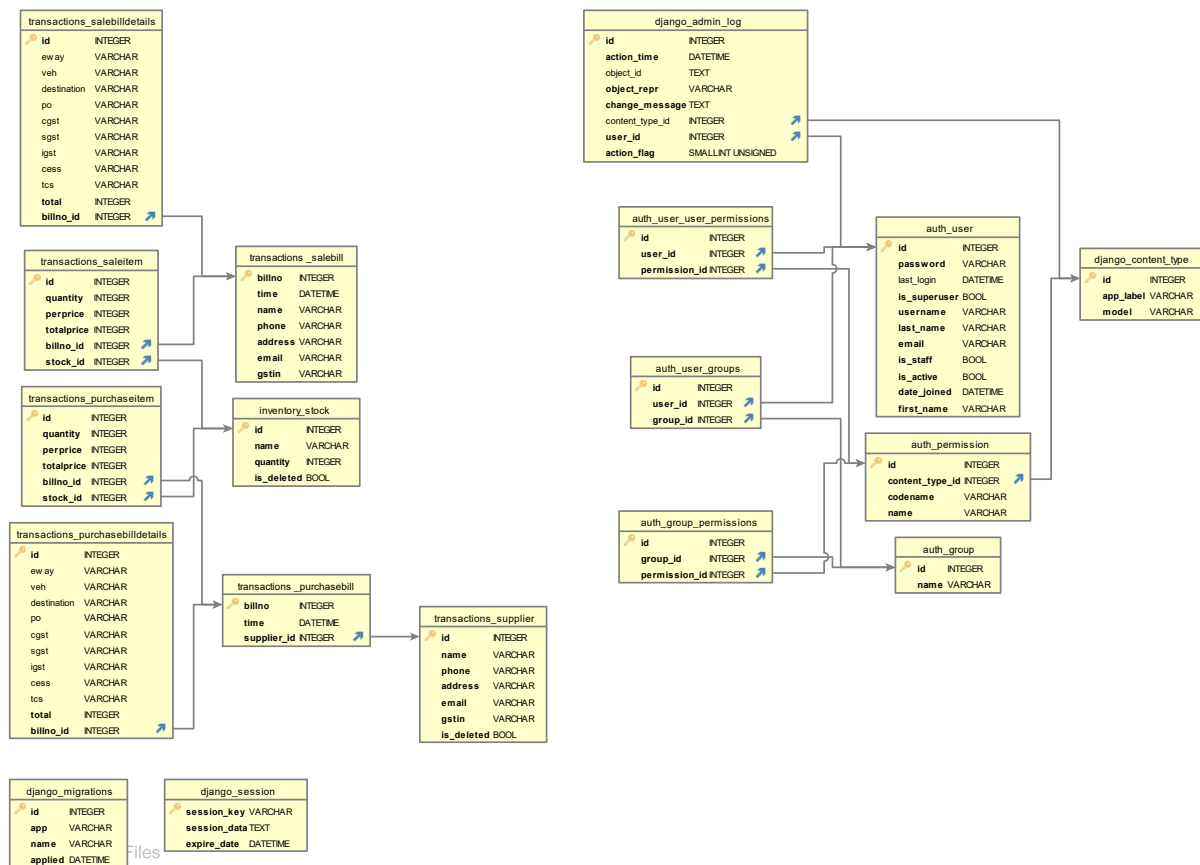 transactions_salebilldetails
id INTEGER
eway VARCHAR
veh VARCHAR
destination VARCHAR
po VARCHAR
cgst VARCHAR
sgst VARCHAR
igst VARCHAR
cess VARCHAR
tcs VARCHAR
total INTEGER
billno_id INTEGER
transactions_saleitem
id INTEGER
quantity INTEGER
perprice INTEGER
totalprice INTEGER
billno_id INTEGER
stock_id INTEGER
transactions _salebill
billno INTEGER
time DATETIME
name VARCHAR
phone VARCHAR
address VARCHAR
email VARCHAR
gstin VARCHAR
transactions_purchaseitem
id INTEGER
quantity INTEGER
perprice INTEGER
totalprice INTEGER
billno_id INTEGER
stock_id INTEGER
inventory_stock
id INTEGER
name VARCHAR
quantity INTEGER
is_deleted BOOL
transactions_purchasebilldetails
id INTEGER
eway VARCHAR
veh VARCHAR
destination VARCHAR
po VARCHAR
cgst VARCHAR
sgst VARCHAR
igst VARCHAR
cess VARCHAR
tcs VARCHAR
total INTEGER
billno_id INTEGER
transactions _purchasebill
billno INTEGER
time DATETIME
supplier_id INTEGER
transactions_supplier
id INTEGER
name VARCHAR
phone VARCHAR
address VARCHAR
email VARCHAR
gstin VARCHAR
is_deleted BOOL
django_migrations
id INTEGER
app VARCHAR
name VARCHAR
applied DATETIME
Files
django_session
session_key VARCHAR
session_data TEXT
expire_date DATETIME
django_admin_log
id INTEGER
action_time DATETIME
object_id TEXT
object_repr VARCHAR
change_message TEXT
content_type_id INTEGER
user_id INTEGER
action_flag SMALLINT UNSIGNED
auth_user_user_permissions
id INTEGER
user_id INTEGER
permission_id INTEGER
auth_user
id INTEGER
password VARCHAR
last_login DATETIME
is_superuser BOOL
username VARCHAR
last_name VARCHAR
email VARCHAR
is_staff BOOL
is_active BOOL
date_joined DATETIME
first_name VARCHAR
django_content_type
id INTEGER
app_label VARCHAR
model VARCHAR
auth_user_groups
id INTEGER
user_id INTEGER
group_id INTEGER
auth_permission
id INTEGER
content_type_id INTEGER
codename VARCHAR
name VARCHAR
auth_group_permissions
id INTEGER
group_id INTEGER
permission_id INTEGER
auth_group
id INTEGER
name VARCHAR